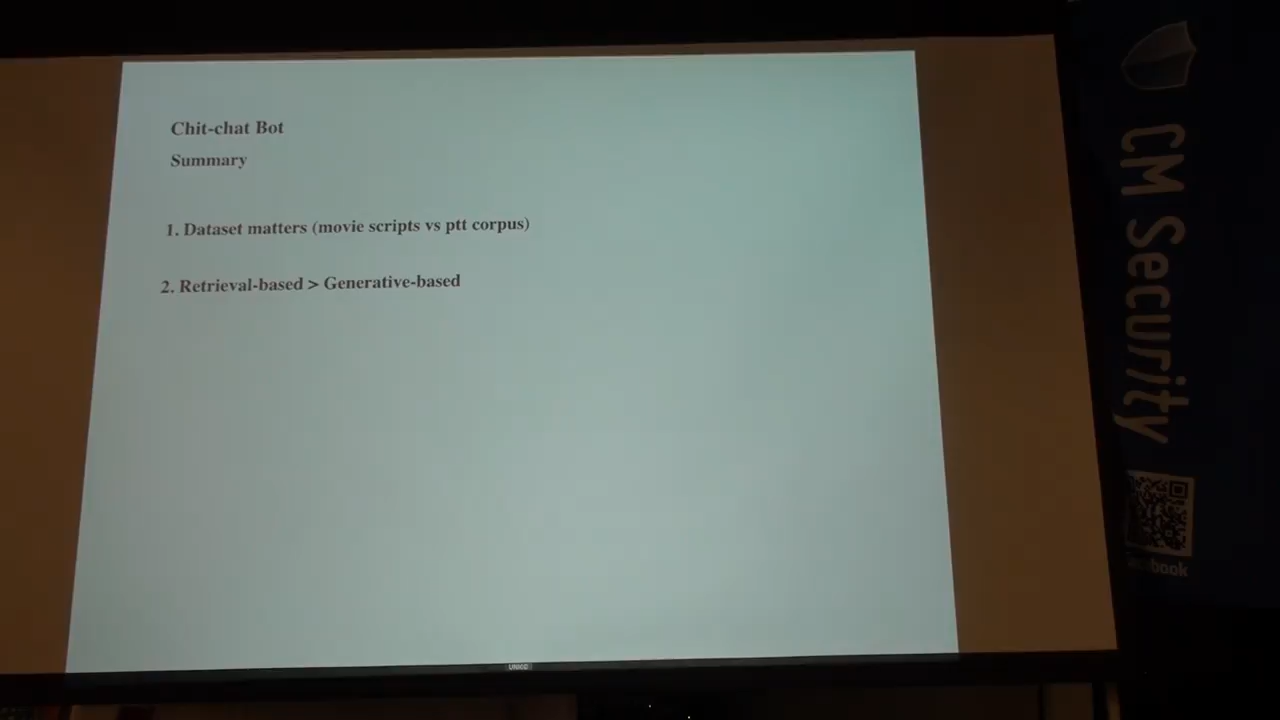 Chit-chat Bot
Summary
1. Dataset matters (movie scripts vs ptt corpus)
2. Retrieval-based > Generative-based
CM Security